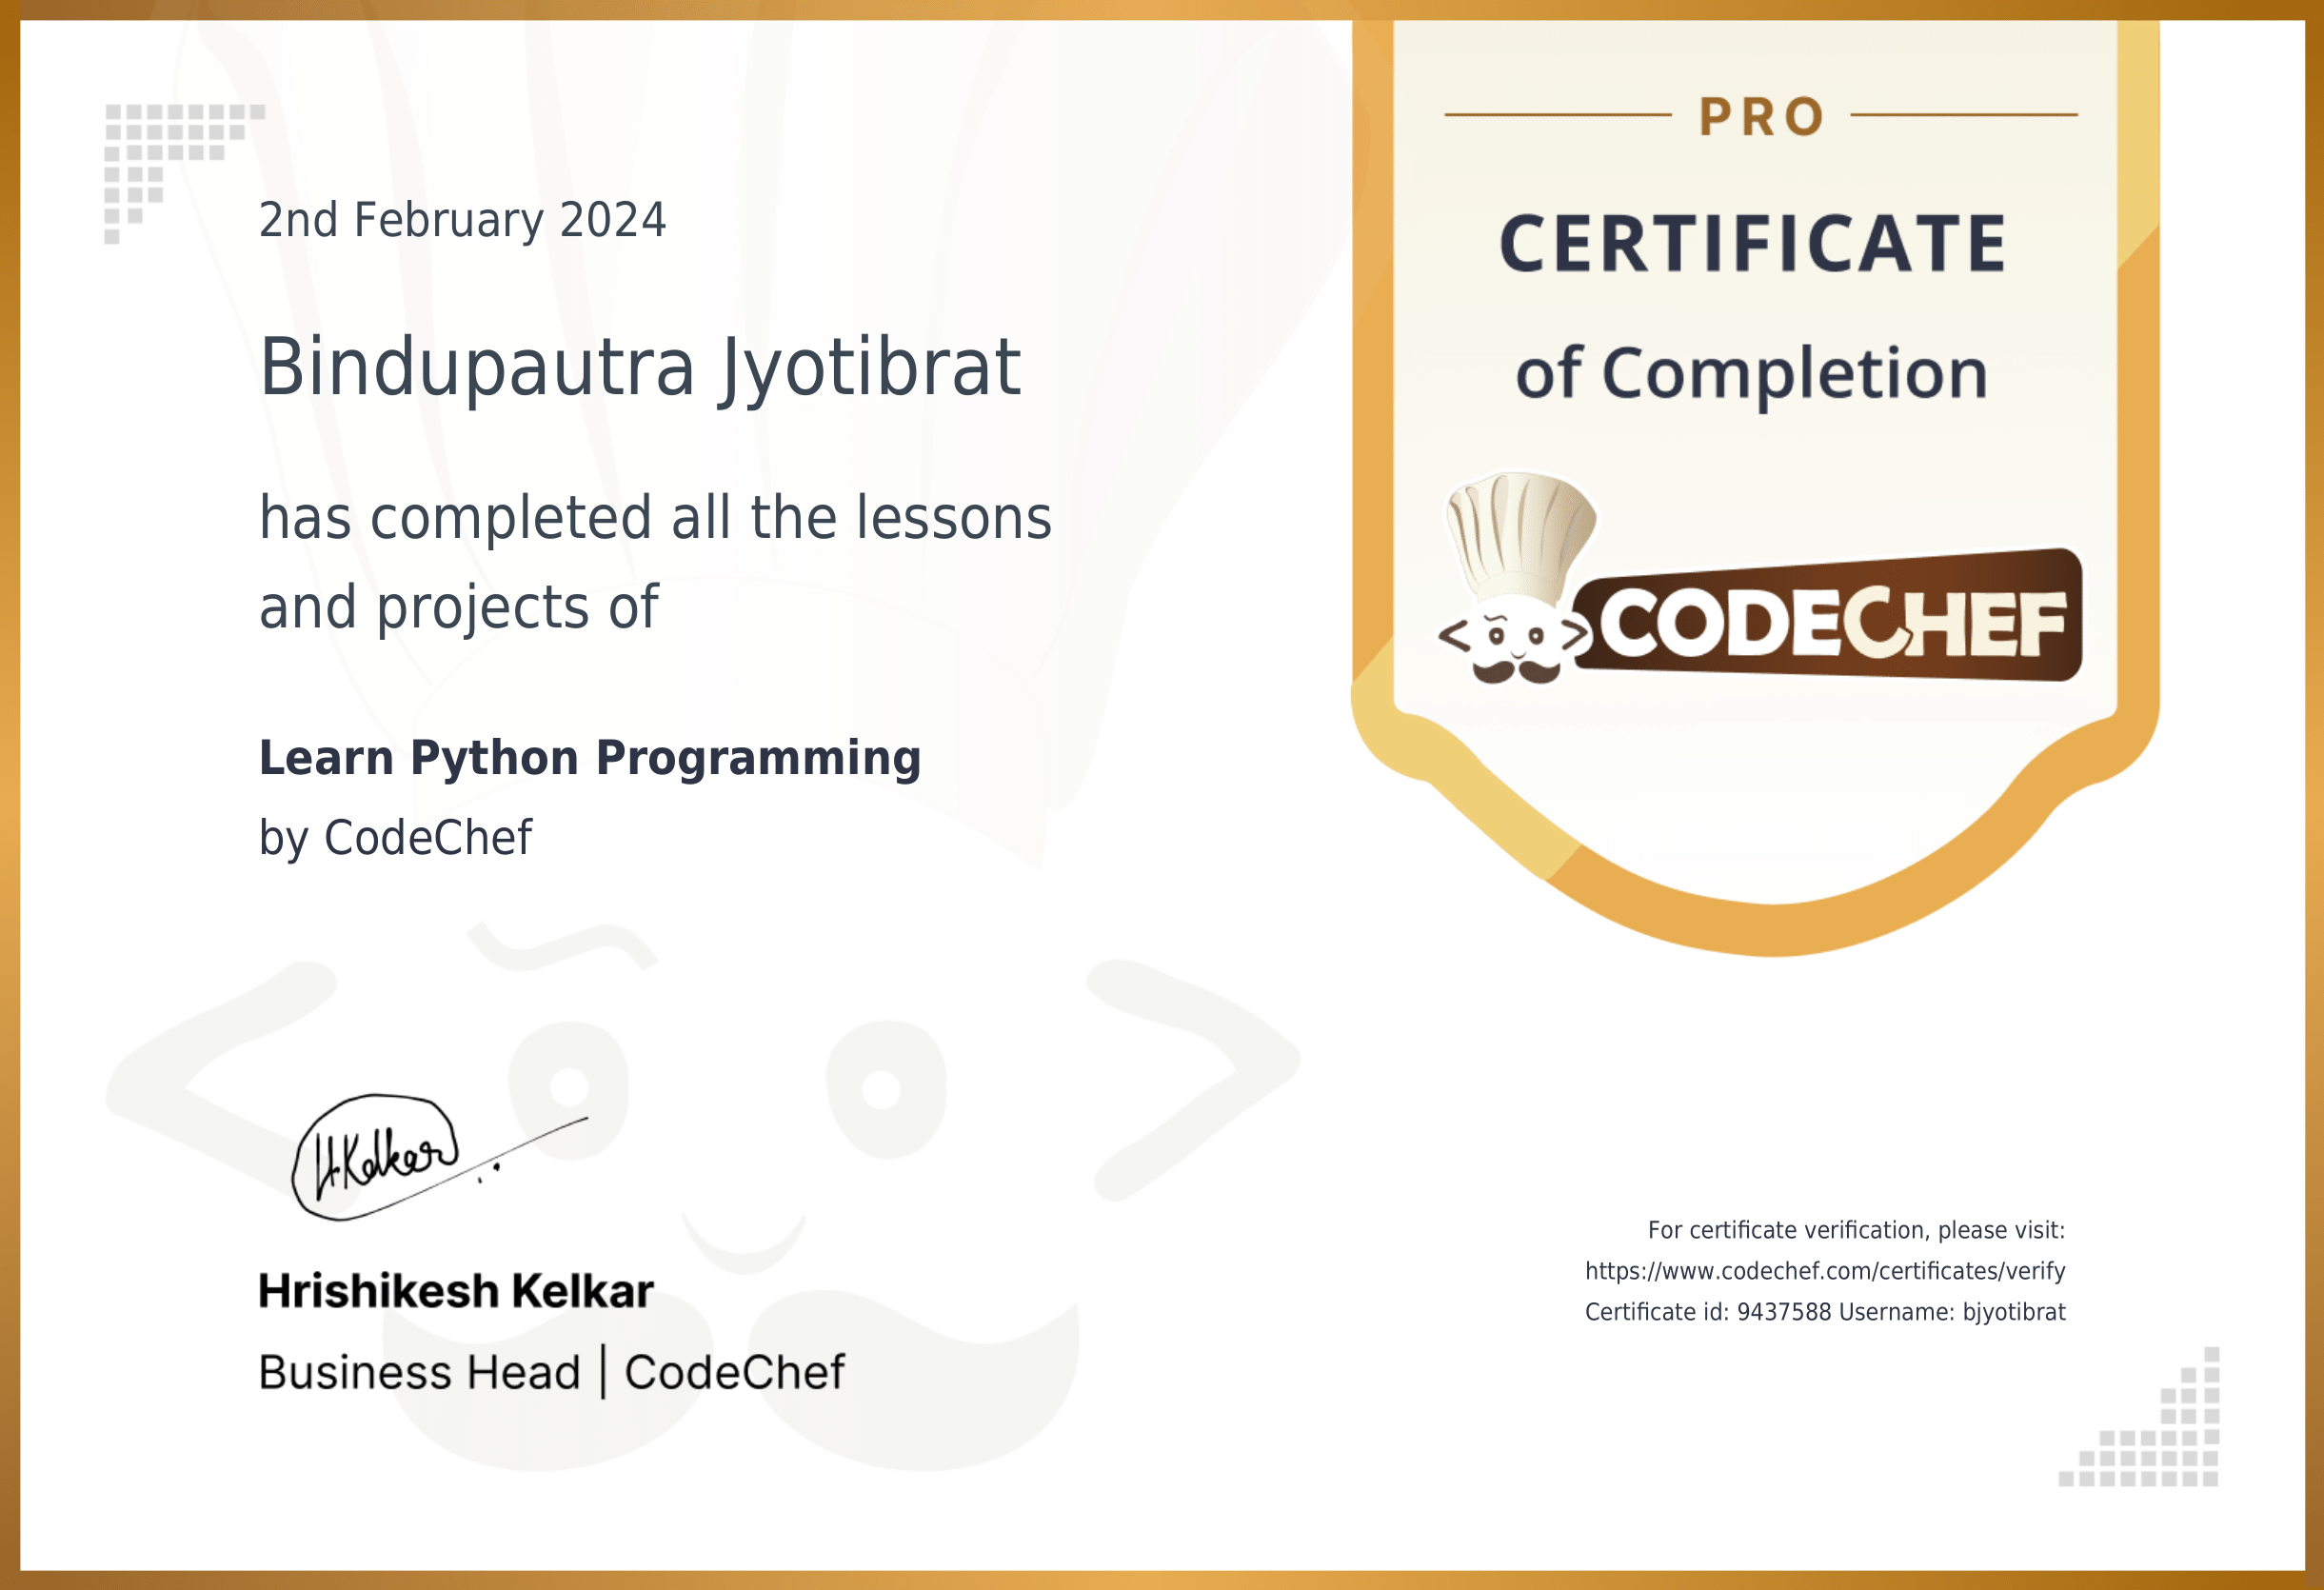 2nd February 2024
Bindupautra Jyotibrat
has completed all the lessons
and projects of
Learn Python Programming
by CodeChef
HKelkar
Hrishikesh Kelkar
Business Head | CodeChef
PRO
CERTIFICATE
of Completion
CODECHEF
For certificate verification, please visit:
https://www.codechef.com/certificates/verify
Certificate id: 9437588 Username: bjyotibrat